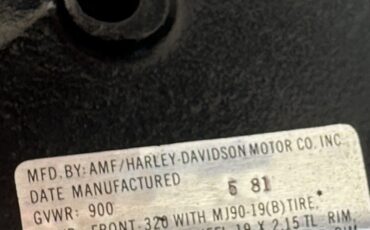 MFD. BY: AMF/HARLEY-DAVIDSON MOTOR CO. INC.
DATE MANUFACTURED 6 81
GVWR: 900
FRONT-320 WITH MJ90-19(B)TIRE,
19 X 2.15 TL RIM,